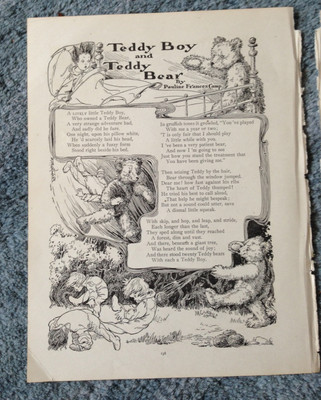 Teddy Boy
and
Teddy
Bear
By
Pauline Frances Camp
A LOVELY little Teddy Boy,
Who owned a Teddy Bear,
A very strange adventure had,
And sadly did he fare.
One night, upon his pillow white,
He 'd scarcely laid his head,
When suddenly a fuzzy form
Stood right beside his bed,
In gruffish tones it growled, "You 've played
With me a year or two;
'T is only fair that I should play
A little while with you.
I 've been a very patient bear,
And now I 'm going to see
Just how you stand the treatment that
You have been giving me."
Then seizing Teddy by the hair,
Bear through the window jumped.
Dear me! how fast against his ribs
The heart of Teddy thumped!
He tried his best to call aloud,
That help he might bespeak;
But not a sound could utter, save
A dismal little squeak.
With skip, and hop, and leap, and stride,
Each longer than the last,
They sped along until they reached
A forest, dim and vast.
And there, beneath a giant tree,
Was heard the sound of joy;
And there stood twenty Teddy bears
With each a Teddy Boy.